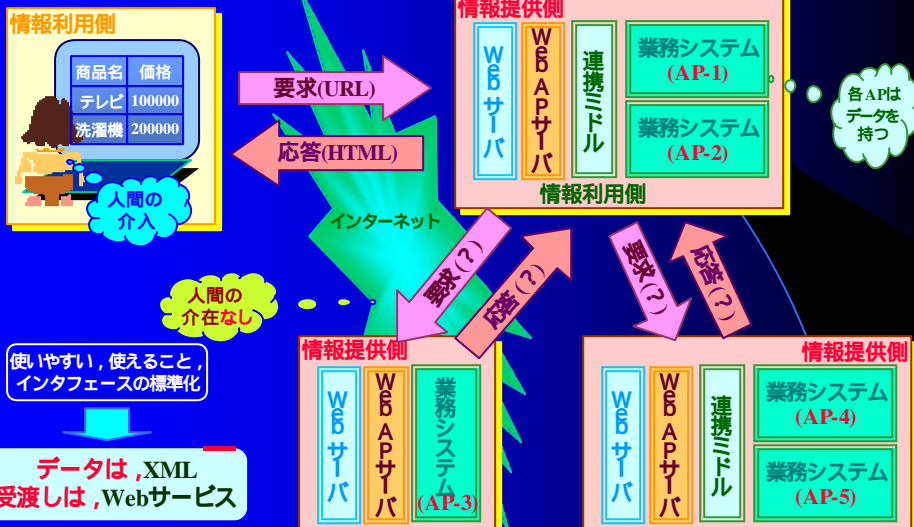 情報利用側
商品名 価格
テレビ 100000
洗濯機 200000
人間の
介入
要求(URL)
応答(HTML)
インターネット
情報提供側
Web サーバ
Web APサーバ
連携ミドル
業務システム
(AP-1)
業務システム
(AP-2)
情報利用側
各APは
データを
持つ
要求(?)
応答(?)
要求(?)
応答(?)
人間の
介在なし
使いやすい,使えること,
インタフェースの標準化
データは,XML
受渡しは,Webサービス
情報提供側
Web サーバ
Web APサーバ
業務システム
(AP-3)
情報提供側
Web サーバ
Web APサーバ
連携ミドル
業務システム
(AP-4)
業務システム
(AP-5)